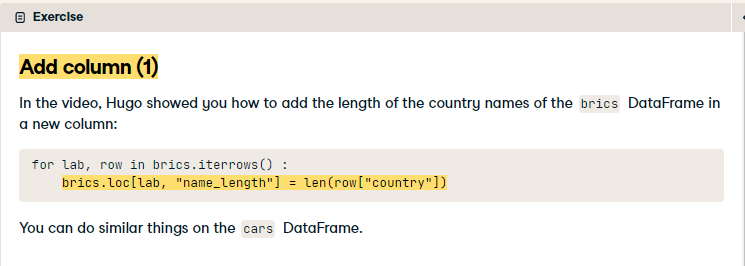 Exercise
Add column (1)
In the video, Hugo showed you how to add the length of the country names of the brics DataFrame in
a new column:
for lab, row in brics.iterrows() :
    brics.loc[lab, "name_length"] = len(row["country"])
You can do similar things on the cars DataFrame.